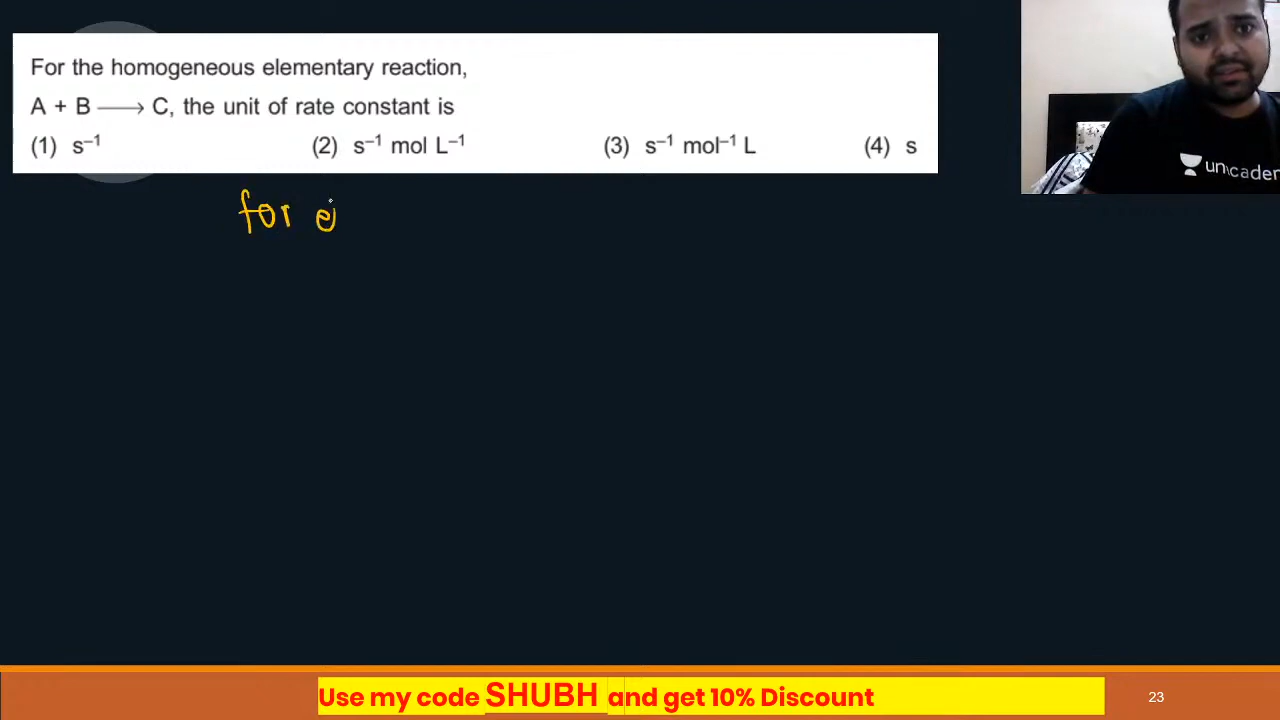 For the homogeneous elementary reaction,
A + B ⟶ C, the unit of rate constant is
(1) s⁻¹ (2) s⁻¹ mol L⁻¹ (3) s⁻¹ mol⁻¹ L (4) s
for e
Use my code SHUBH and get 10% Discount
23